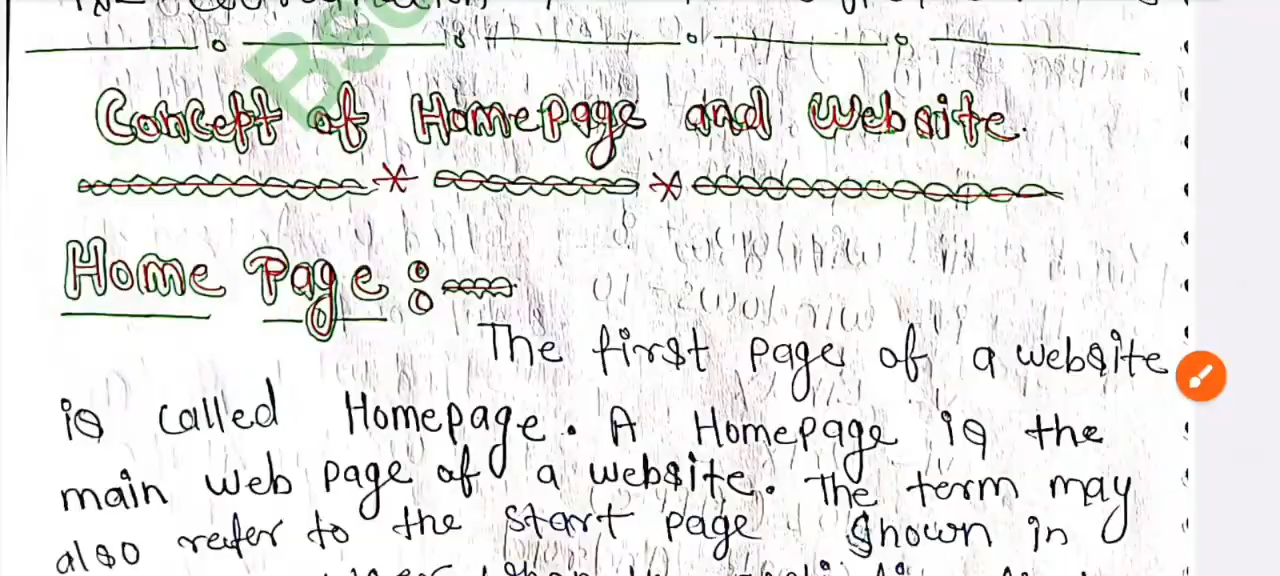 Concept of Homepage and Website.
Home Page :
The first page of a website
is called Homepage. A Homepage is the
main web page of a website. The term may
also refer to the start page shown in